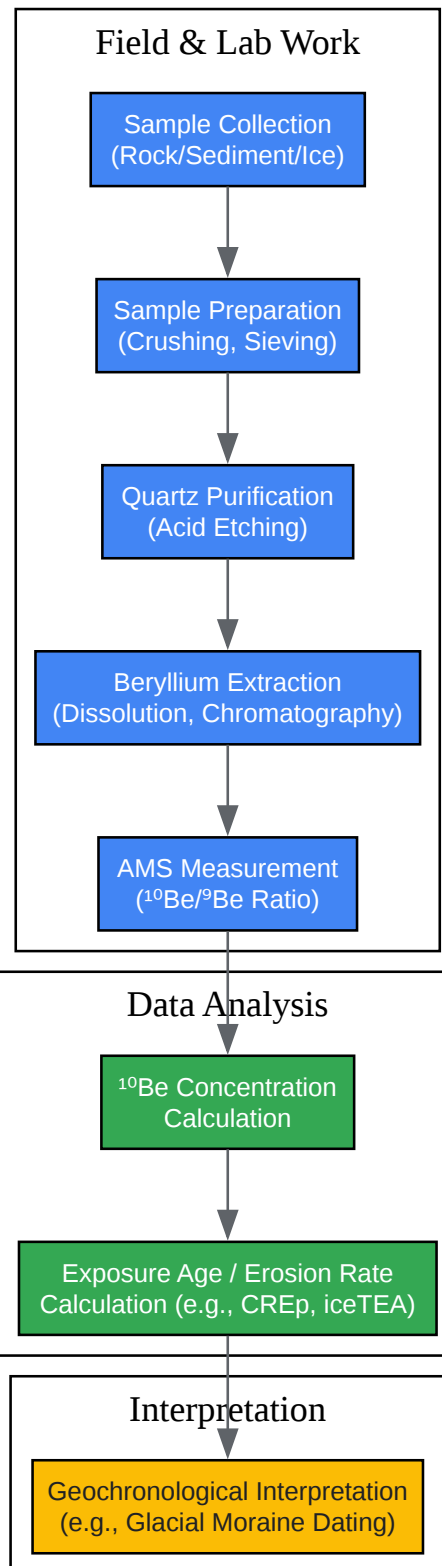 Field & Lab Work
Sample Collection
(Rock/Sediment/Ice)
Sample Preparation
(Crushing, Sieving)
Quartz Purification
(Acid Etching)
Beryllium Extraction
(Dissolution, Chromatography)
AMS Measurement
(¹⁰Be/⁹Be Ratio)
Data Analysis
¹⁰Be Concentration
Calculation
Exposure Age / Erosion Rate
Calculation (e.g., CREp, iceTEA)
Interpretation
Geochronological Interpretation
(e.g., Glacial Moraine Dating)